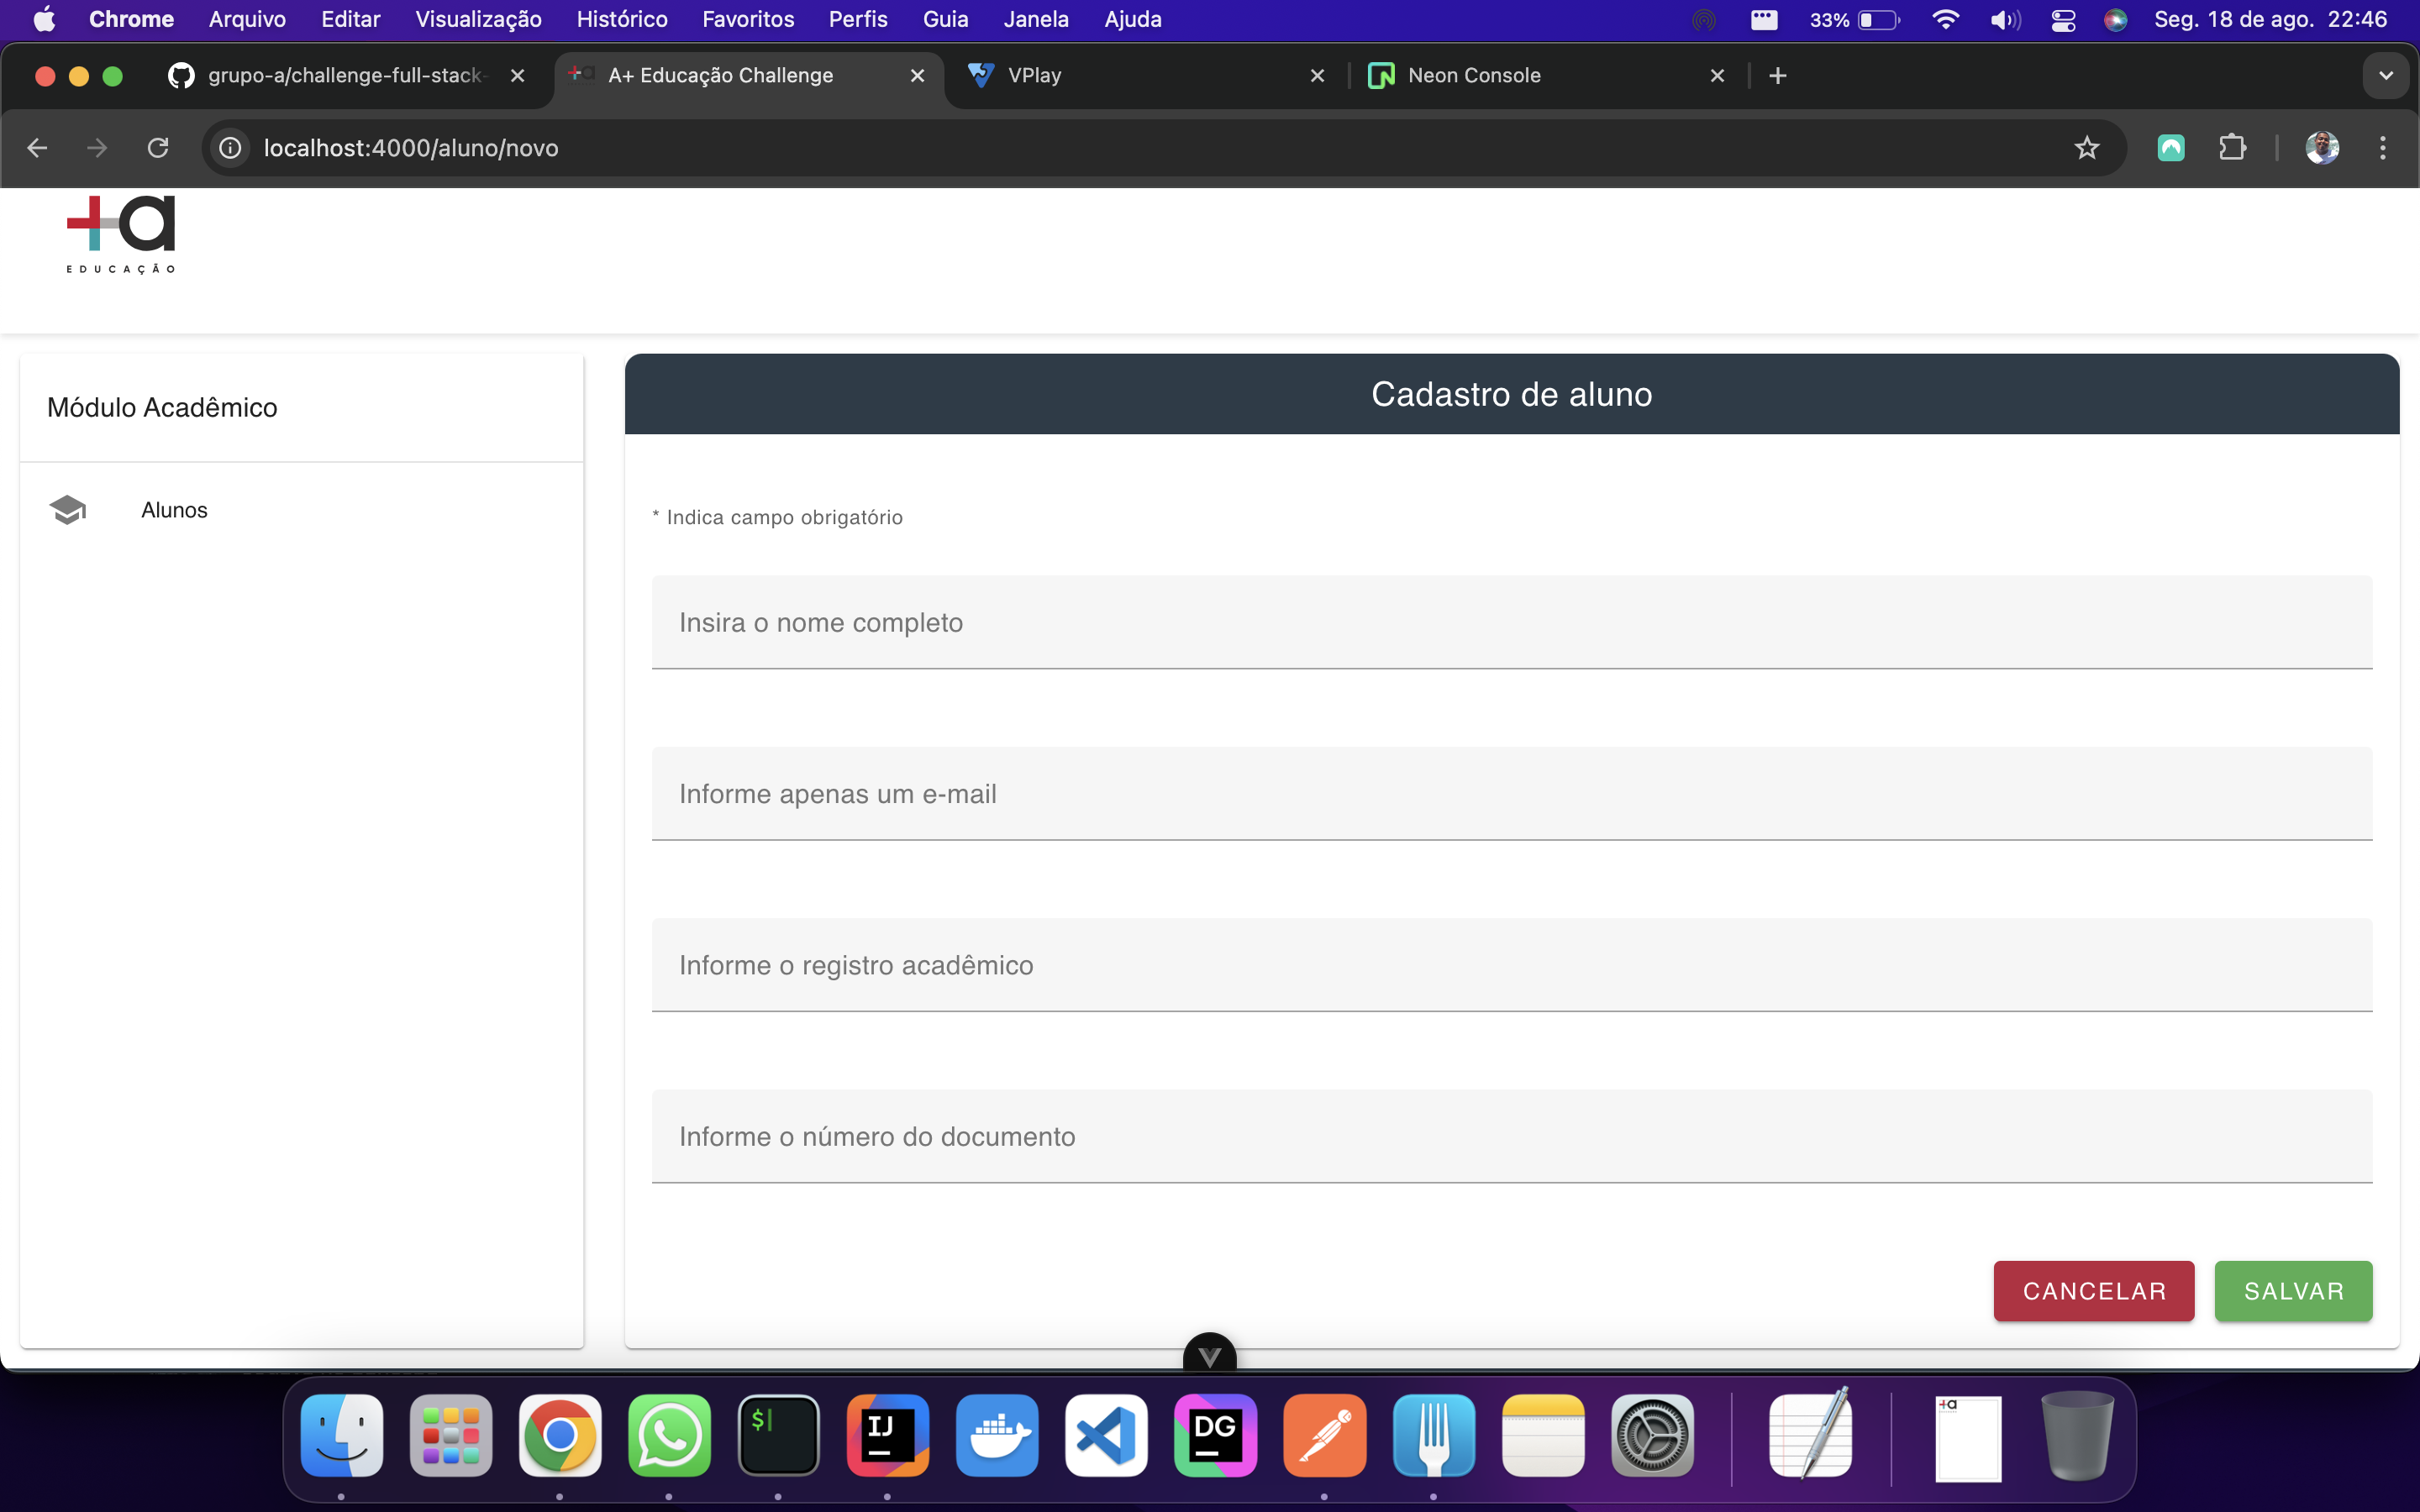 Chrome Arquivo Editar Visualização Histórico Favoritos Perfis Guia Janela Ajuda 33% Seg. 18 de ago. 22:46
grupo-a/challenge-full-stack- A+ Educação Challenge VPlay Neon Console
localhost:4000/aluno/novo
+a
EDUCAÇÃO
Módulo Acadêmico
Alunos
Cadastro de aluno
* Indica campo obrigatório
Insira o nome completo
Informe apenas um e-mail
Informe o registro acadêmico
Informe o número do documento
CANCELAR SALVAR
$ IJ DG +a